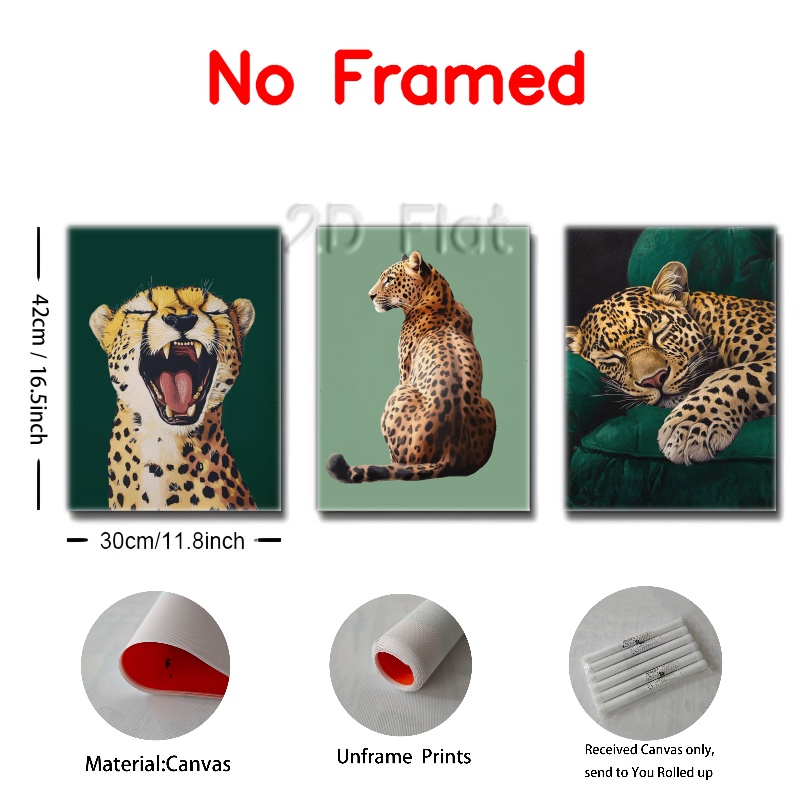 No Framed
2.D Flat
42cm / 16.5inch
30cm/11.8inch
Material:Canvas
Unframe Prints
Received Canvas only,
send to You Rolled up